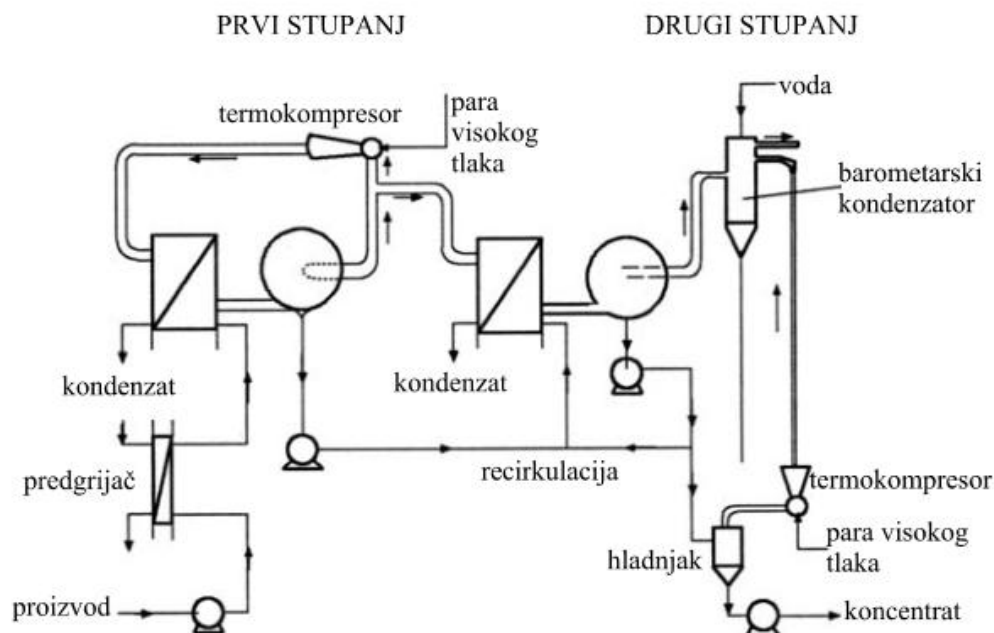 PRVI STUPANJ
DRUGI STUPANJ
termokompresor
para
visokog
tlaka
voda
barometarski
kondenzator
kondenzat
kondenzat
predgrijač
recirkulacija
termokompresor
para visokog
tlaka
hladnjak
proizvod
koncentrat